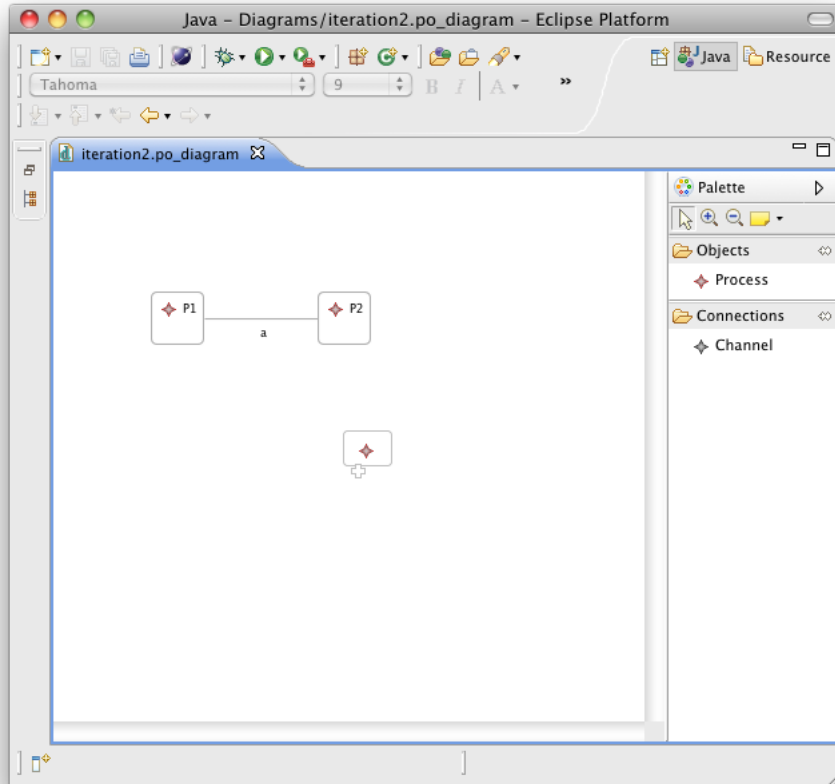 Java – Diagrams/iteration2.po_diagram – Eclipse Platform
Java Resource
Tahoma 9 B I A »
iteration2.po_diagram
Palette
Objects
Process
Connections
Channel
P1 P2
a